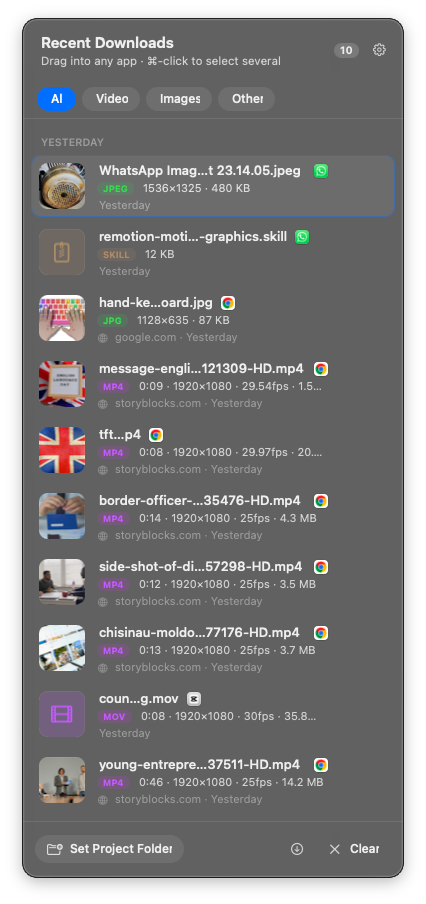 Recent Downloads
10
Drag into any app · ⌘-click to select several
Al
Video
Images
Other
YESTERDAY
WhatsApp Imag...t 23.14.05.jpeg
JPEG 1536×1325 · 480 KB
Yesterday
remotion-moti...-graphics.skill
SKILL 12 KB
Yesterday
hand-ke...oard.jpg
JPG 1128×635 · 87 KB
google.com · Yesterday
message-engli...121309-HD.mp4
MP4 0:09 · 1920×1080 · 29.54fps · 1.5...
storyblocks.com · Yesterday
tft...p4
MP4 0:08 · 1920×1080 · 29.97fps · 20....
storyblocks.com · Yesterday
border-officer-...35476-HD.mp4
MP4 0:14 · 1920×1080 · 25fps · 4.3 MB
storyblocks.com · Yesterday
side-shot-of-di...57298-HD.mp4
MP4 0:12 · 1920×1080 · 25fps · 3.5 MB
storyblocks.com · Yesterday
chisinau-moldo...77176-HD.mp4
MP4 0:13 · 1920×1080 · 25fps · 3.7 MB
storyblocks.com · Yesterday
coun...g.mov
MOV 0:08 · 1920×1080 · 30fps · 35.8...
Yesterday
young-entrepre...37511-HD.mp4
MP4 0:46 · 1920×1080 · 25fps · 14.2 MB
storyblocks.com · Yesterday
Set Project Folder
Clear